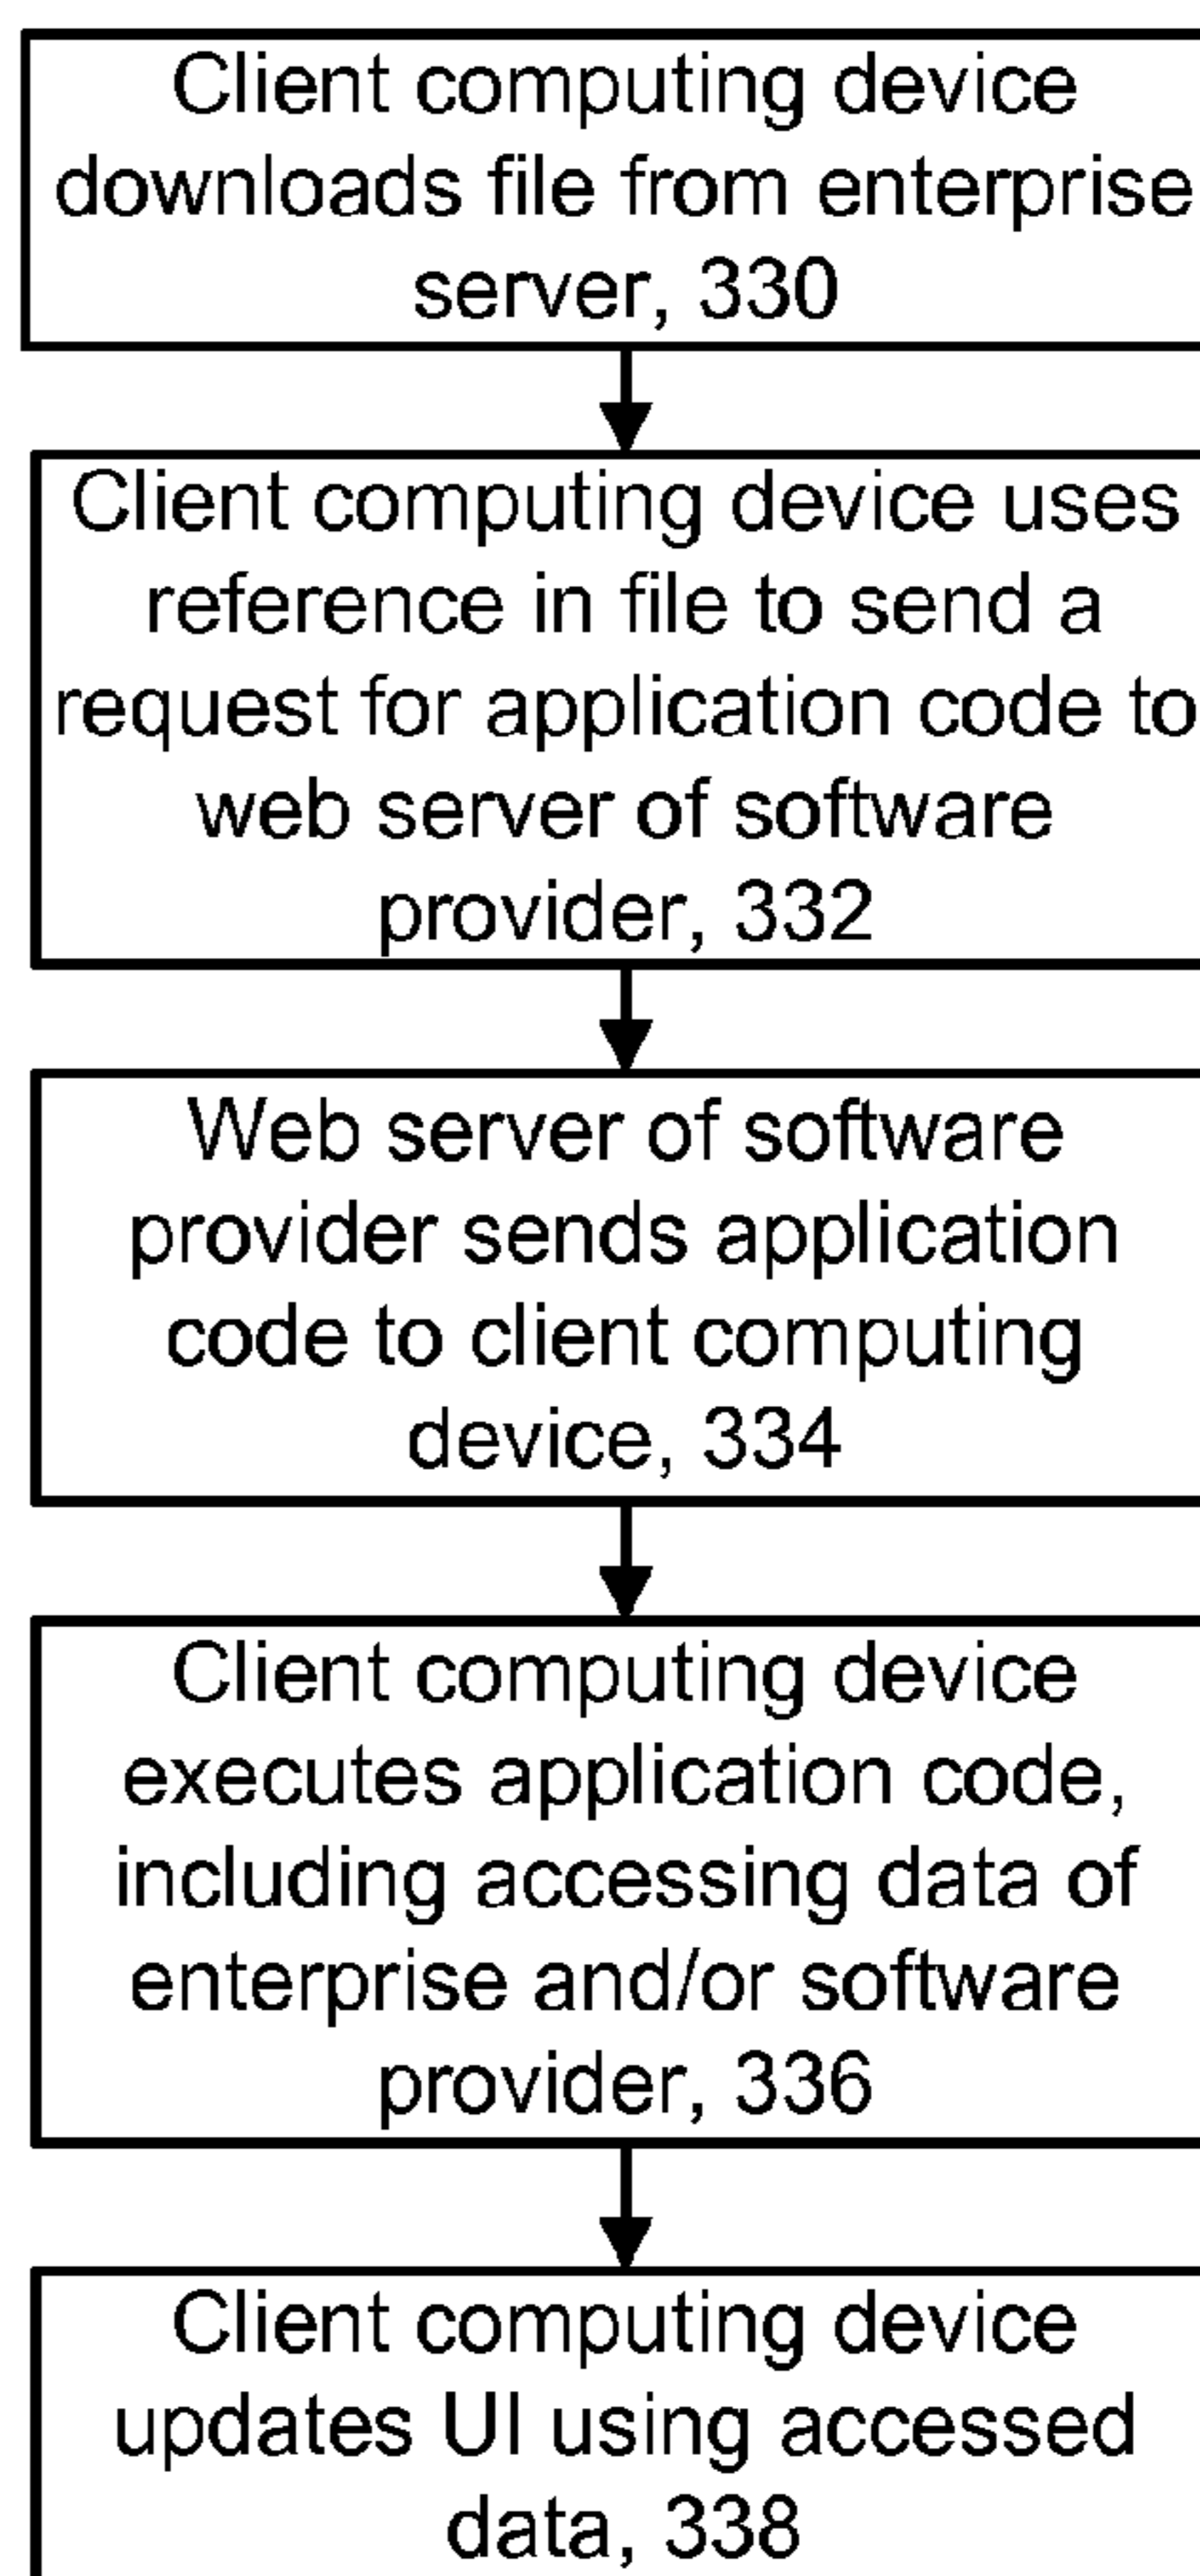 Client computing device
downloads file from enterprise
server, 330
Client computing device uses
reference in file to send a
request for application code to
web server of software
provider, 332
Web server of software
provider sends application
code to client computing
device, 334
Client computing device
executes application code,
including accessing data of
enterprise and/or software
provider, 336
Client computing device
updates UI using accessed
data, 338